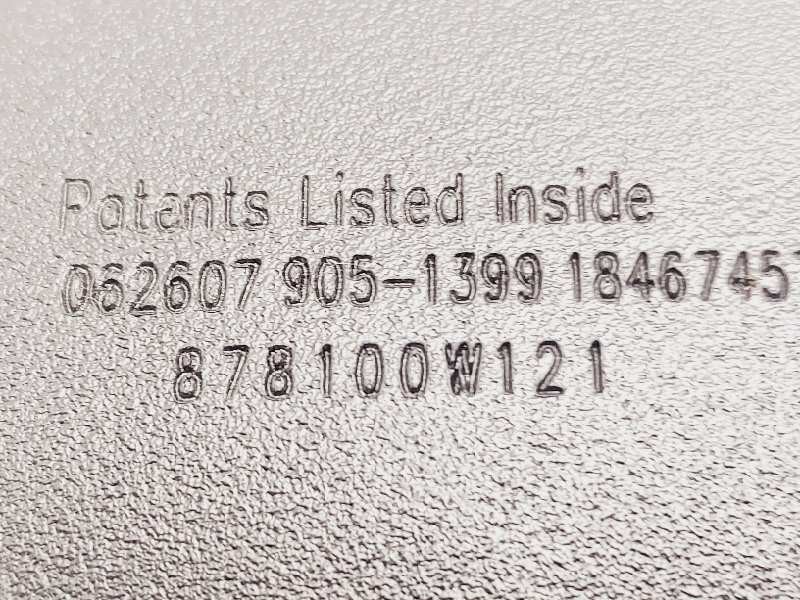 Patents Listed Inside
062607 905-1399 1846745
878100W121